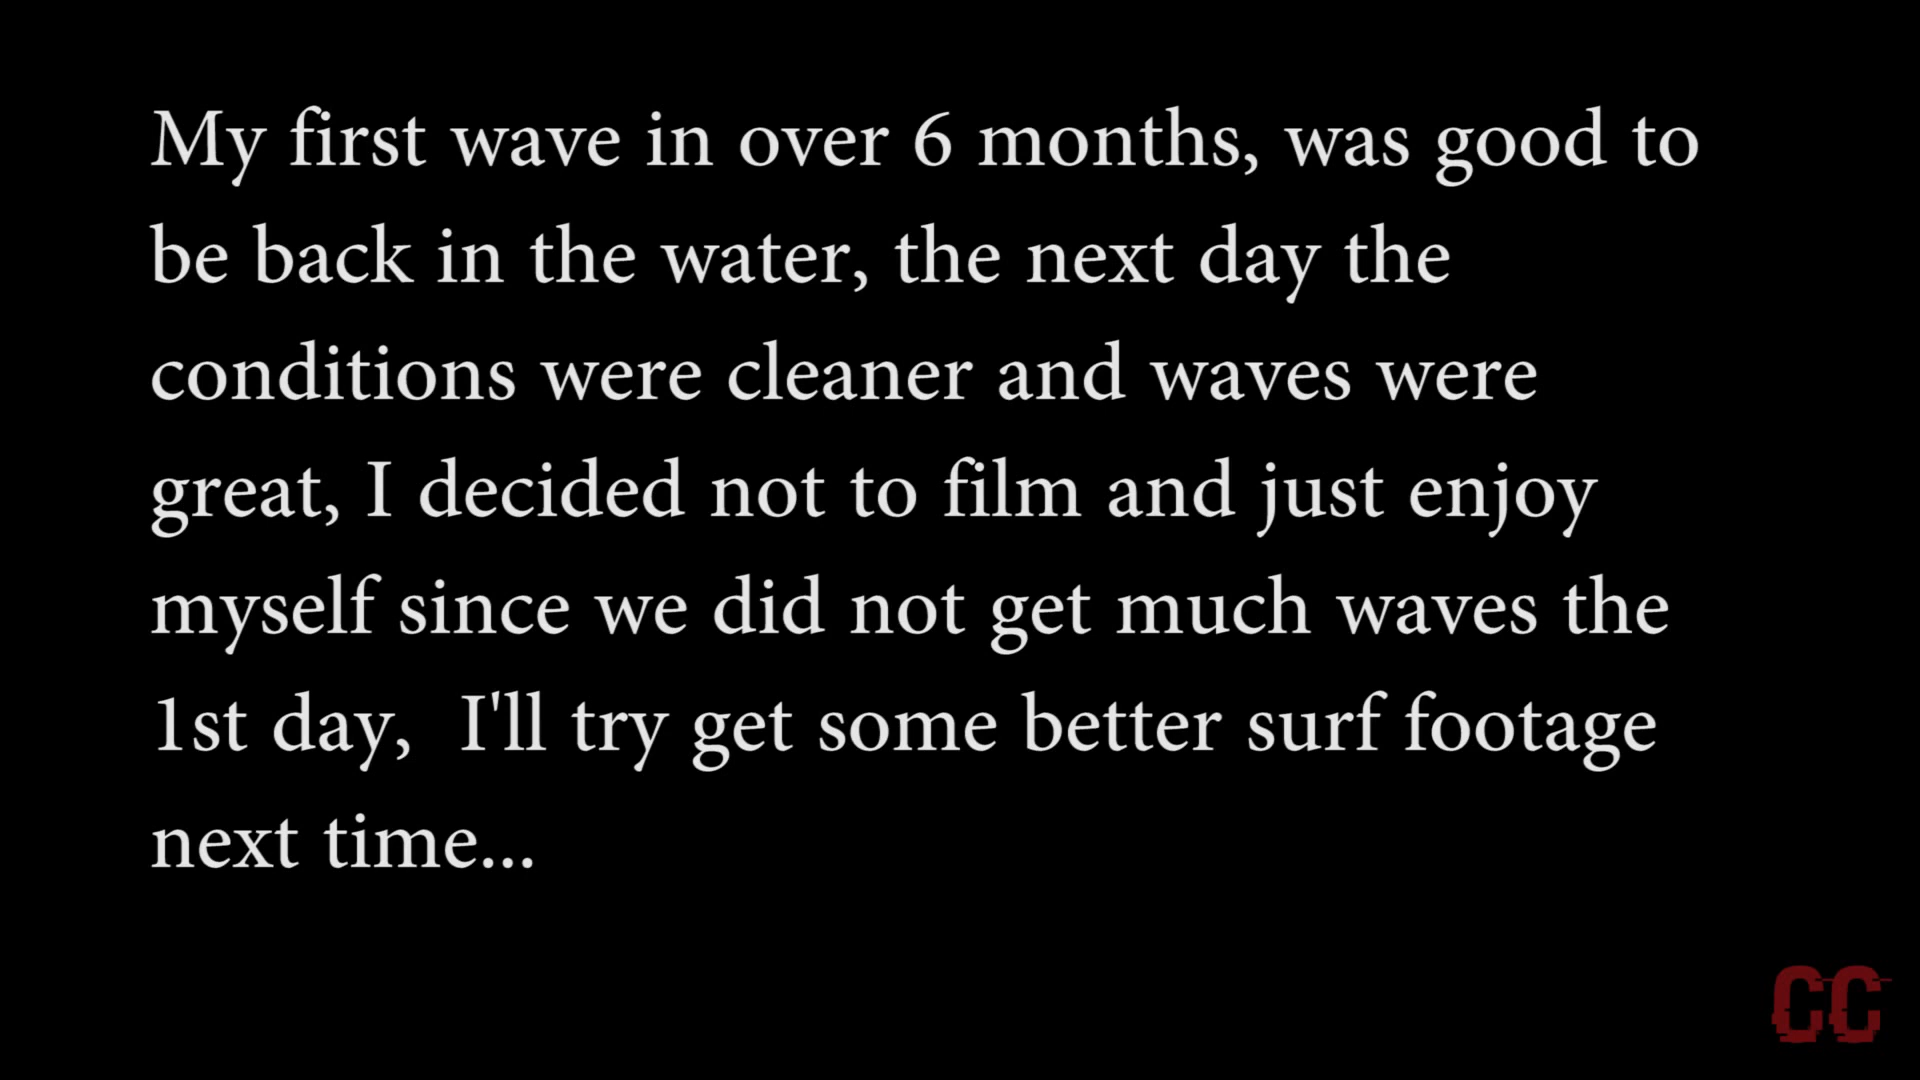 My first wave in over 6 months, was good to
be back in the water, the next day the
conditions were cleaner and waves were
great, I decided not to film and just enjoy
myself since we did not get much waves the
1st day,  I'll try get some better surf footage
next time...
CC